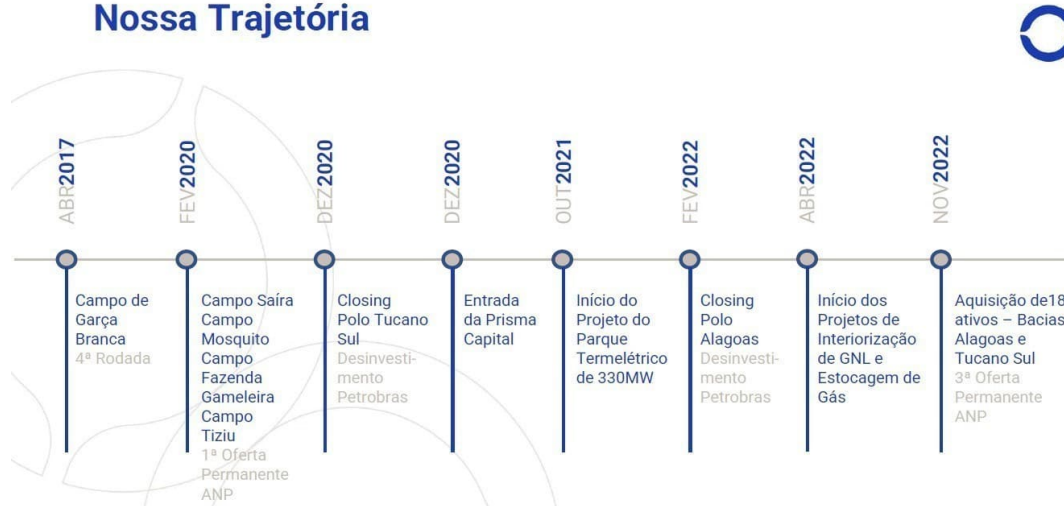 Nossa Trajetória
ABR2017
FEV2020
DEZ2020
DEZ2020
OUT2021
FEV2022
ABR2022
NOV2022
Campo de
Garça
Branca
4ª Rodada
Campo Saíra
Campo
Mosquito
Campo
Fazenda
Gameleira
Campo
Tiziu
1ª Oferta
Permanente
ANP
Closing
Polo Tucano
Sul
Desinvesti-
mento
Petrobras
Entrada
da Prisma
Capital
Início do
Projeto do
Parque
Termelétrico
de 330MW
Closing
Polo
Alagoas
Desinvesti-
mento
Petrobras
Início dos
Projetos de
Interiorização
de GNL e
Estocagem de
Gás
Aquisição de18
ativos – Bacias
Alagoas e
Tucano Sul
3ª Oferta
Permanente
ANP